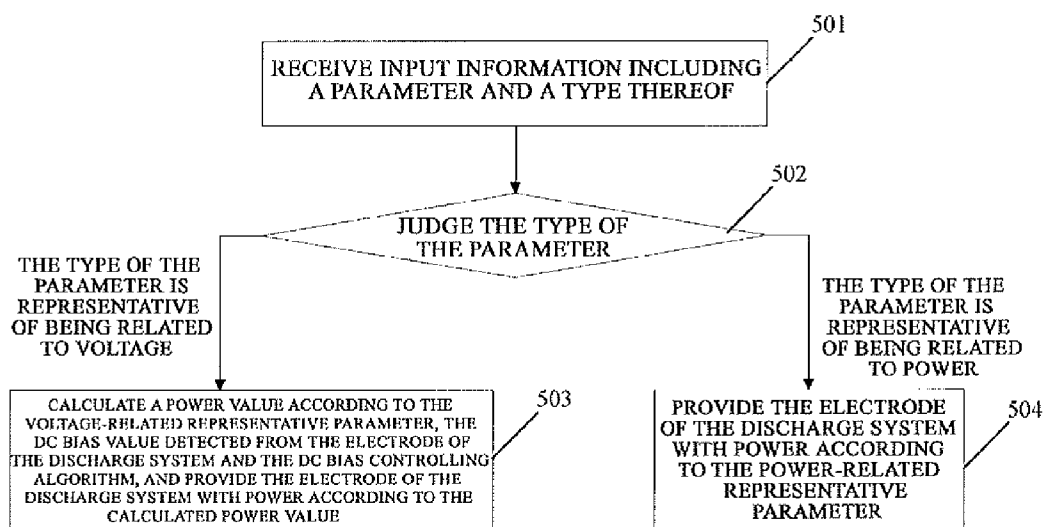 501
RECEIVE INPUT INFORMATION INCLUDING
A PARAMETER AND A TYPE THEREOF
502
JUDGE THE TYPE OF
THE PARAMETER
THE TYPE OF THE
PARAMETER IS
REPRESENTATIVE
OF BEING RELATED
TO VOLTAGE
THE TYPE OF THE
PARAMETER IS
REPRESENTATIVE
OF BEING RELATED
TO POWER
503
CALCULATE A POWER VALUE ACCORDING TO THE
VOLTAGE-RELATED REPRESENTATIVE PARAMETER, THE
DC BIAS VALUE DETECTED FROM THE ELECTRODE OF
THE DISCHARGE SYSTEM AND THE DC BIAS CONTROLLING
ALGORITHM, AND PROVIDE THE ELECTRODE OF THE
DISCHARGE SYSTEM WITH POWER ACCORDING TO THE
CALCULATED POWER VALUE
504
PROVIDE THE ELECTRODE
OF THE DISCHARGE SYSTEM
WITH POWER ACCORDING
TO THE POWER-RELATED
REPRESENTATIVE
PARAMETER